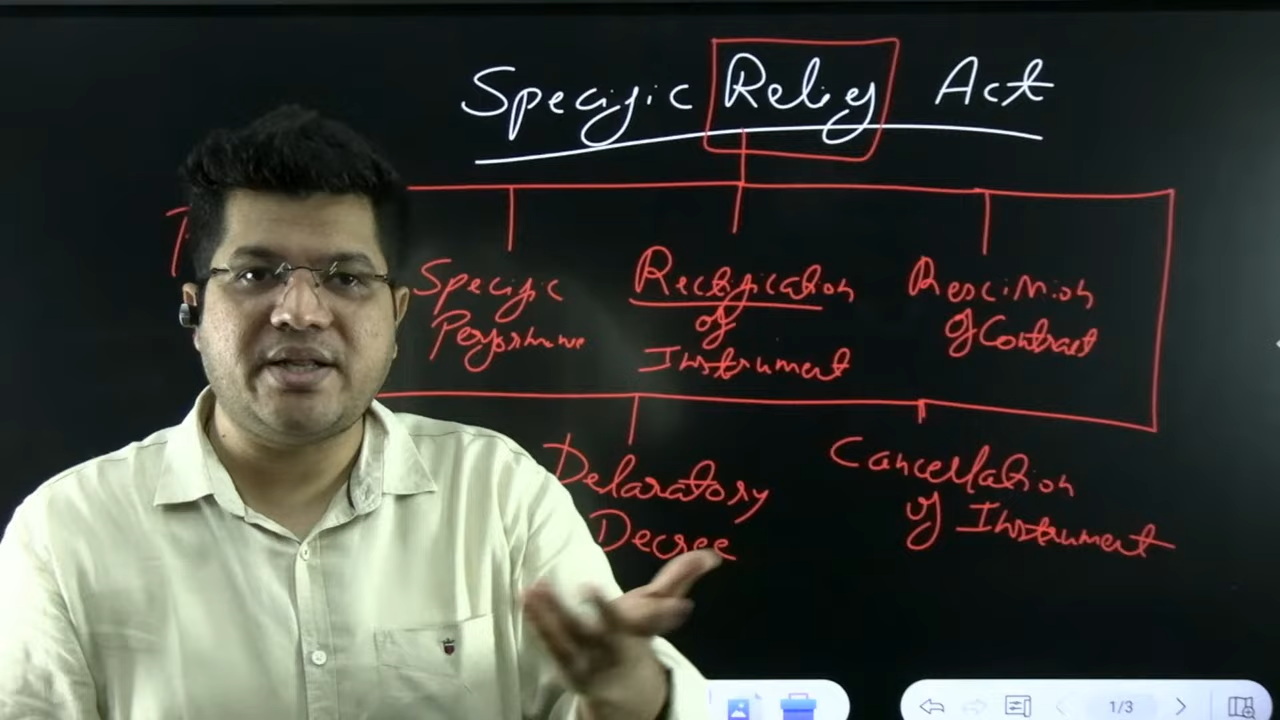 Specific Relief Act
Specific
Performance
Rectification
of
Instrument
Rescission
of Contract
Delaratory
Decree
Cancellation
of Instrument
1/3